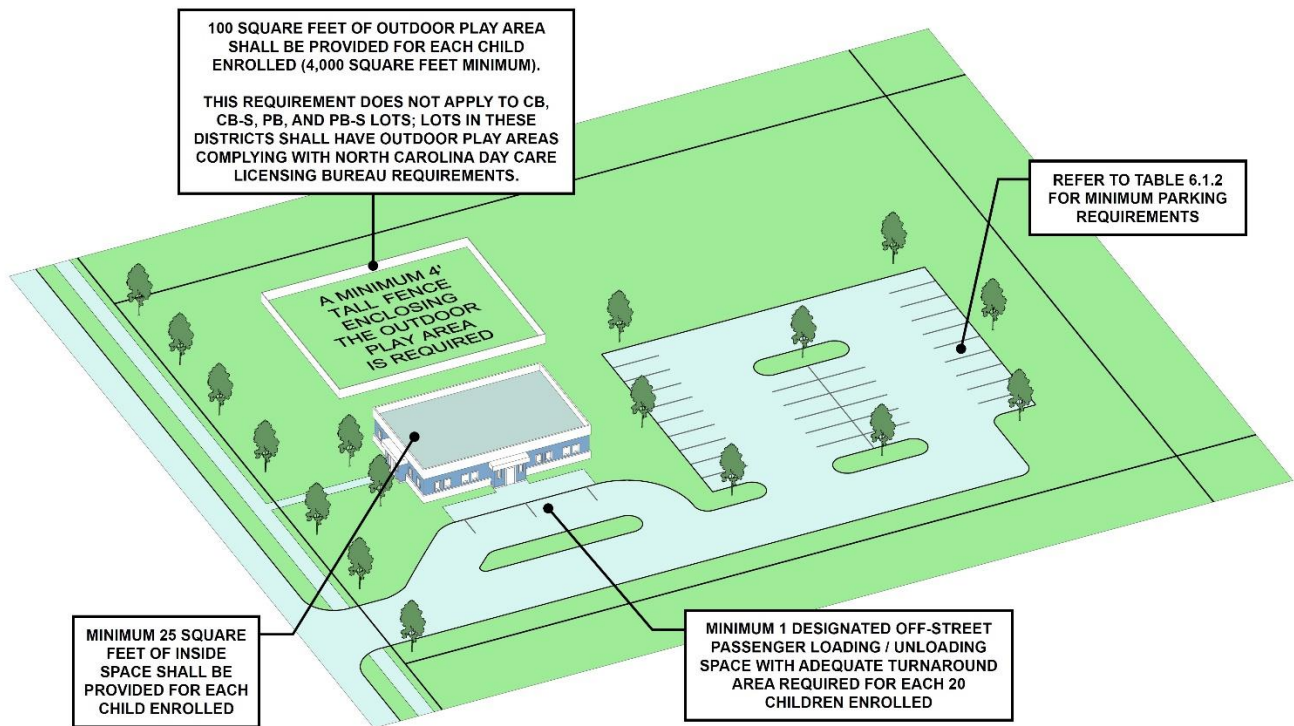 100 SQUARE FEET OF OUTDOOR PLAY AREA
SHALL BE PROVIDED FOR EACH CHILD
ENROLLED (4,000 SQUARE FEET MINIMUM).
THIS REQUIREMENT DOES NOT APPLY TO CB,
CB-S, PB, AND PB-S LOTS; LOTS IN THESE
DISTRICTS SHALL HAVE OUTDOOR PLAY AREAS
COMPLYING WITH NORTH CAROLINA DAY CARE
LICENSING BUREAU REQUIREMENTS.
REFER TO TABLE 6.1.2
FOR MINIMUM PARKING
REQUIREMENTS
A MINIMUM 4'
TALL FENCE
ENCLOSING
THE OUTDOOR
PLAY AREA
IS REQUIRED
MINIMUM 25 SQUARE
FEET OF INSIDE
SPACE SHALL BE
PROVIDED FOR EACH
CHILD ENROLLED
MINIMUM 1 DESIGNATED OFF-STREET
PASSENGER LOADING / UNLOADING
SPACE WITH ADEQUATE TURNAROUND
AREA REQUIRED FOR EACH 20
CHILDREN ENROLLED